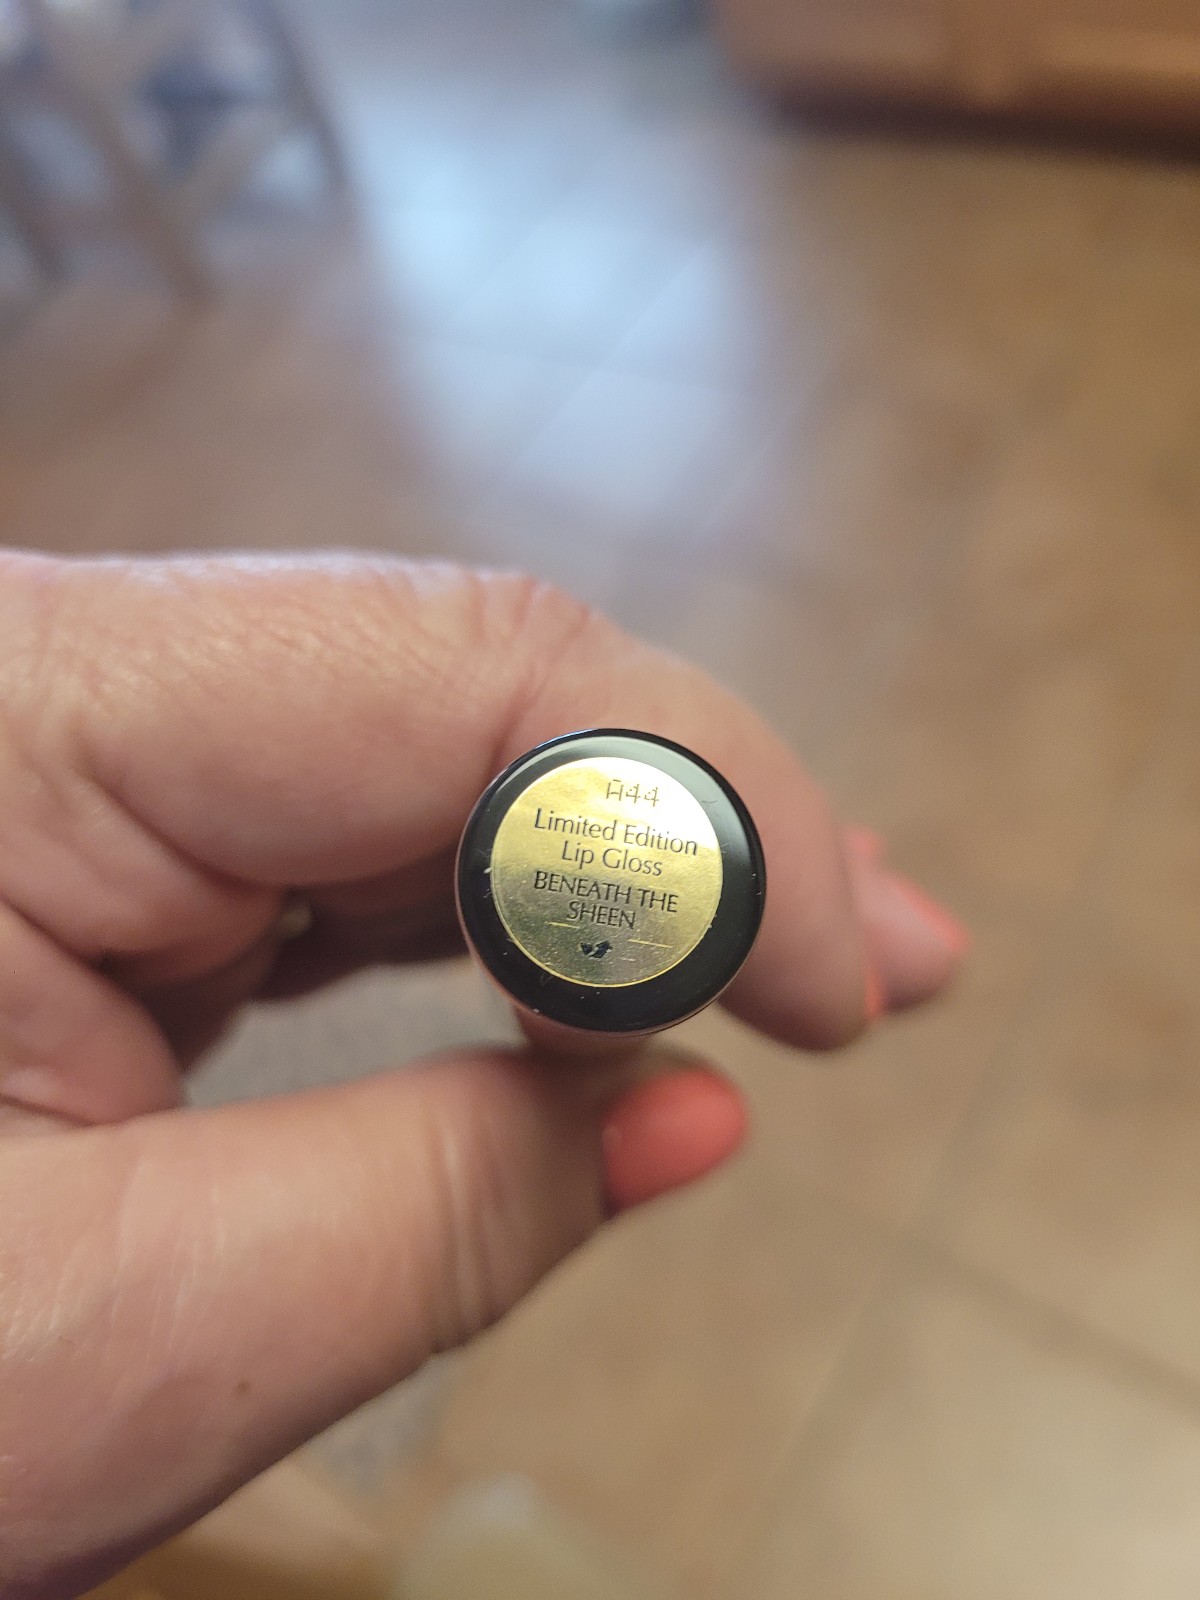 A44
Limited Edition
Lip Gloss
BENEATH THE
SHEEN